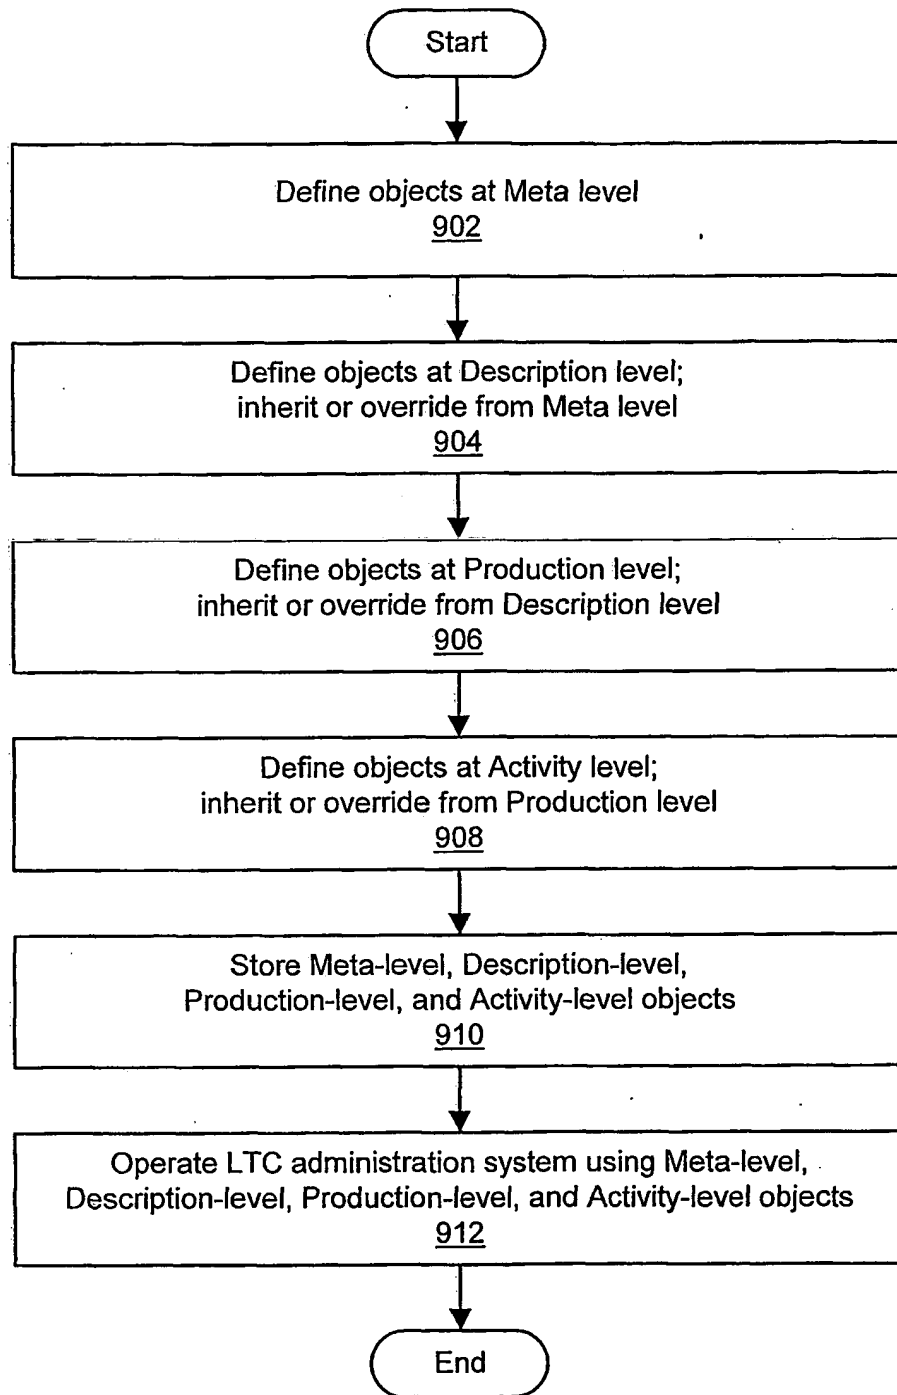 Start
Define objects at Meta level
902
Define objects at Description level;
inherit or override from Meta level
904
Define objects at Production level;
inherit or override from Description level
906
Define objects at Activity level;
inherit or override from Production level
908
Store Meta-level, Description-level,
Production-level, and Activity-level objects
910
Operate LTC administration system using Meta-level,
Description-level, Production-level, and Activity-level objects
912
End